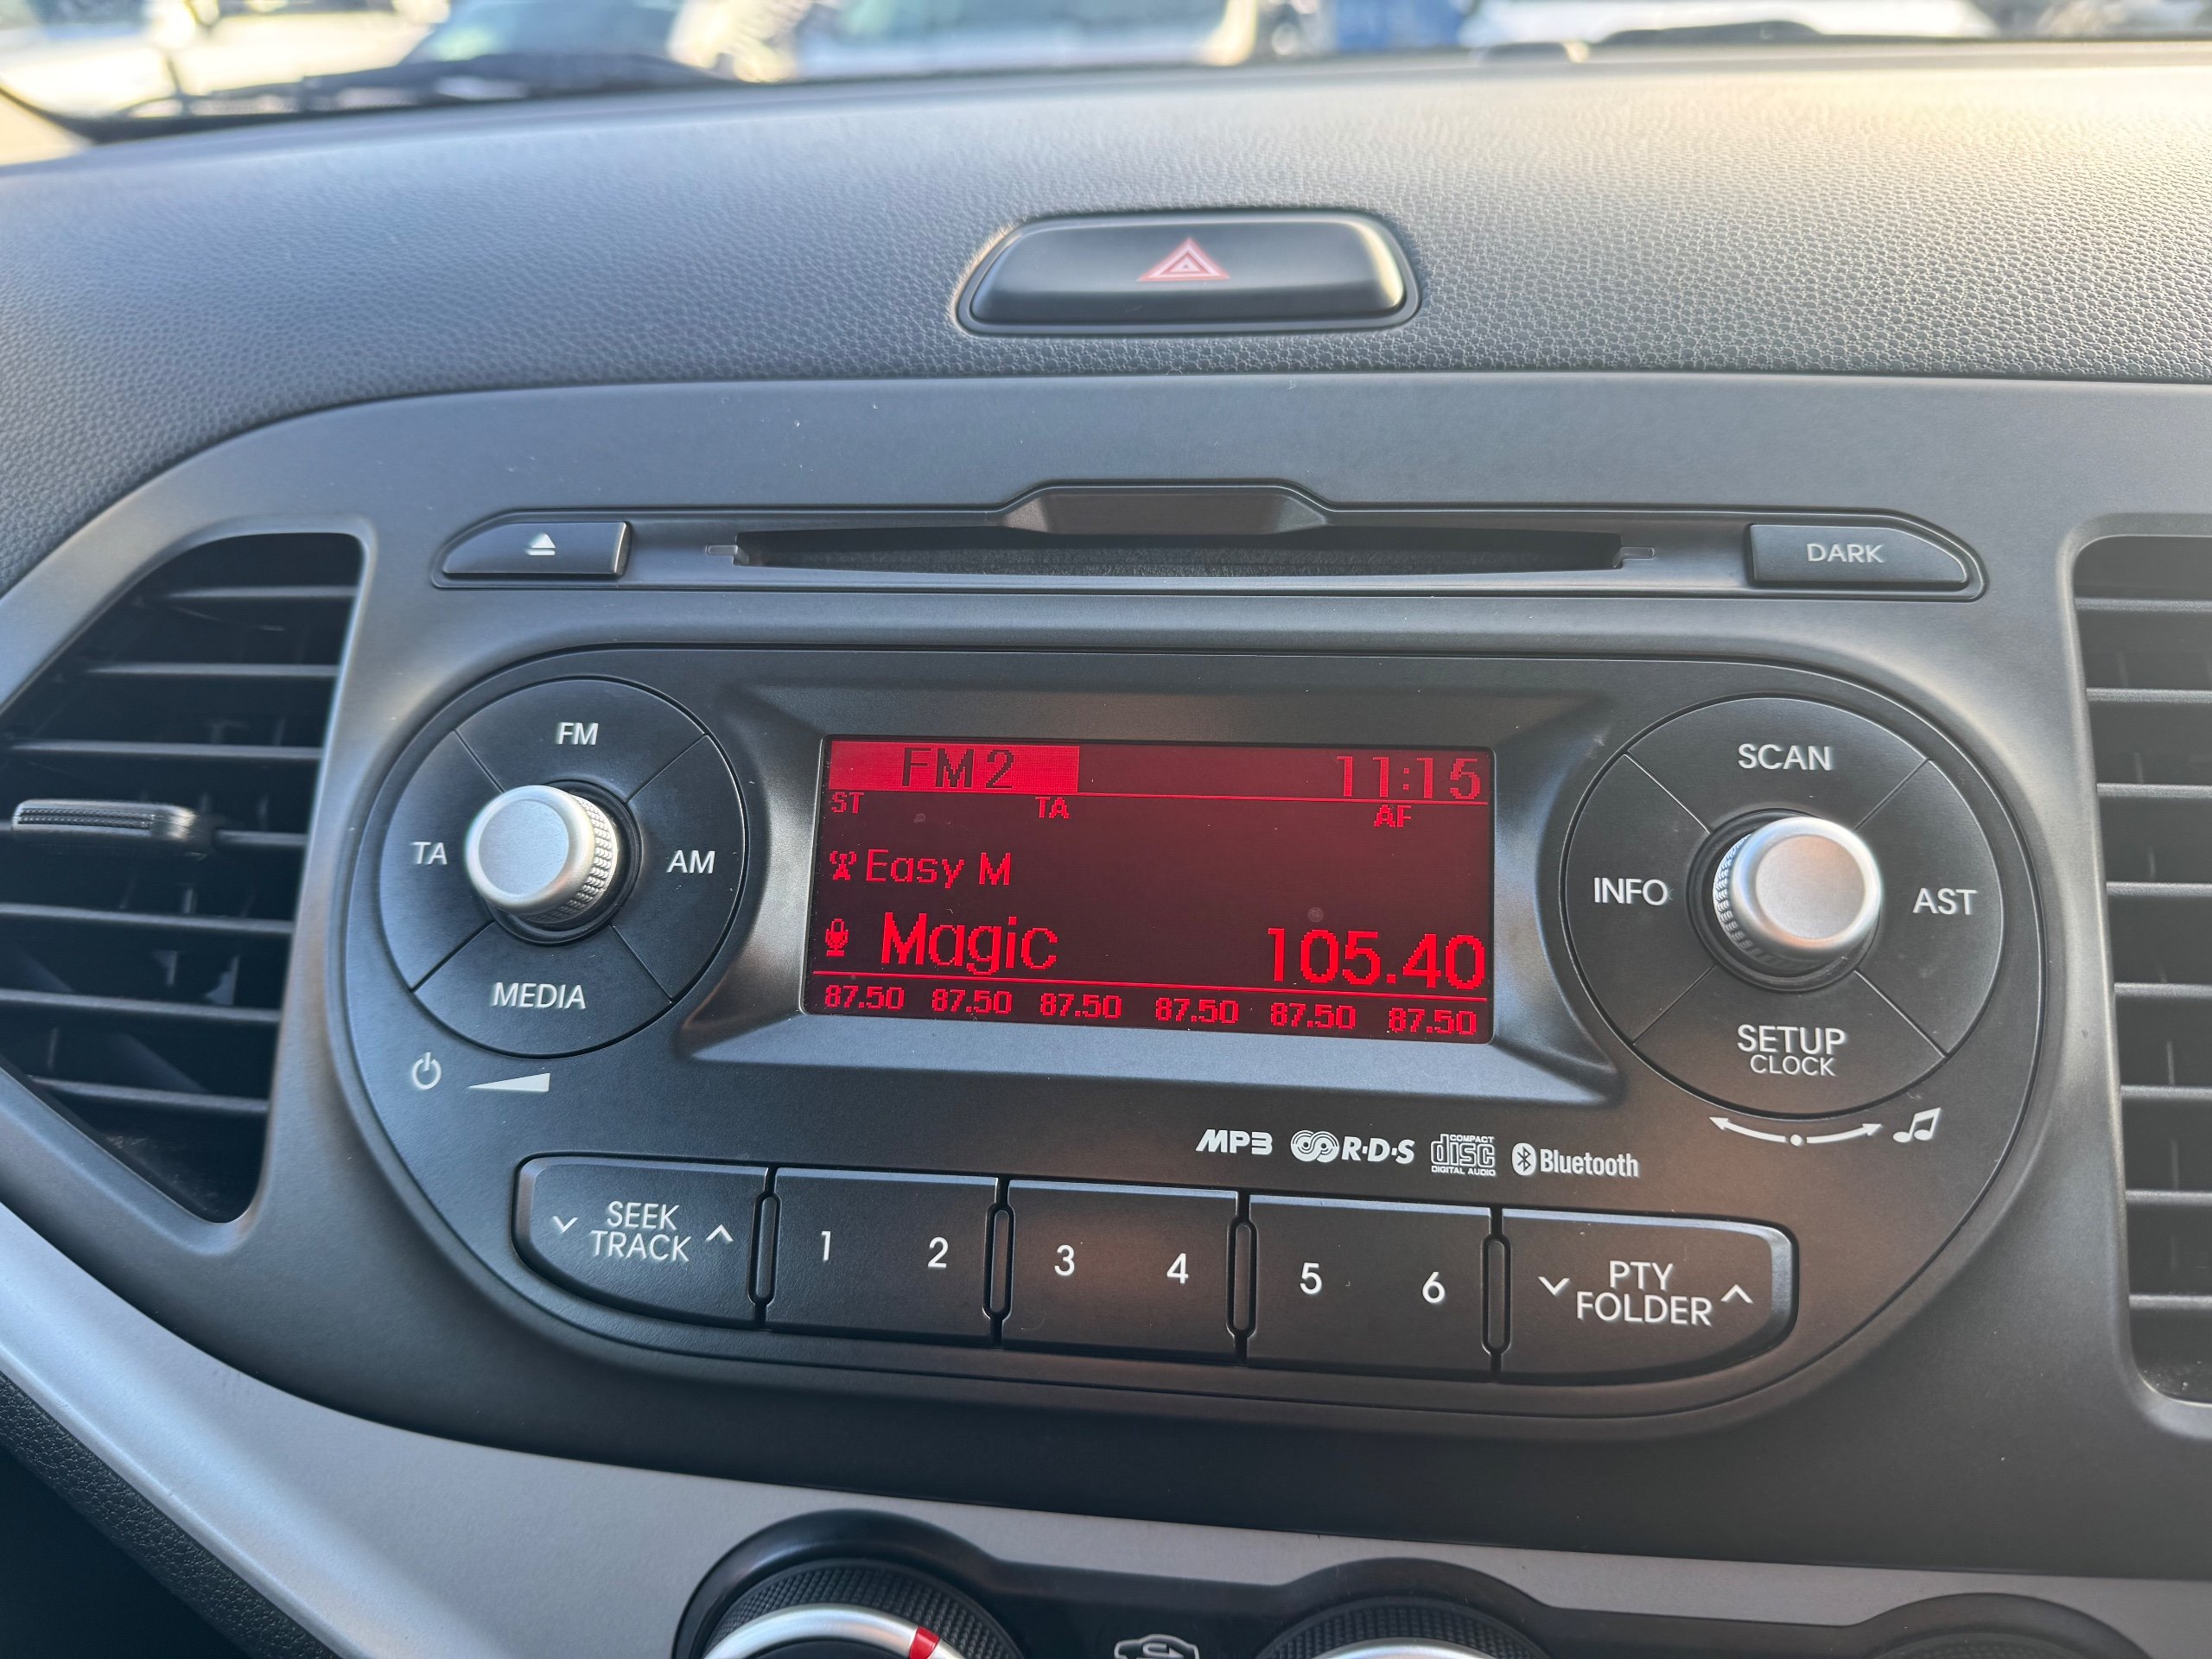 DARK
FM
TA
AM
MEDIA
FM2 11:15
ST TA AF
Easy M
Magic 105.40
87.50 87.50 87.50 87.50 87.50 87.50
SCAN
INFO
AST
SETUP
CLOCK
MP3 R·D·S COMPACT disc DIGITAL AUDIO Bluetooth
SEEK
TRACK
1 2 3 4 5 6
PTY
FOLDER